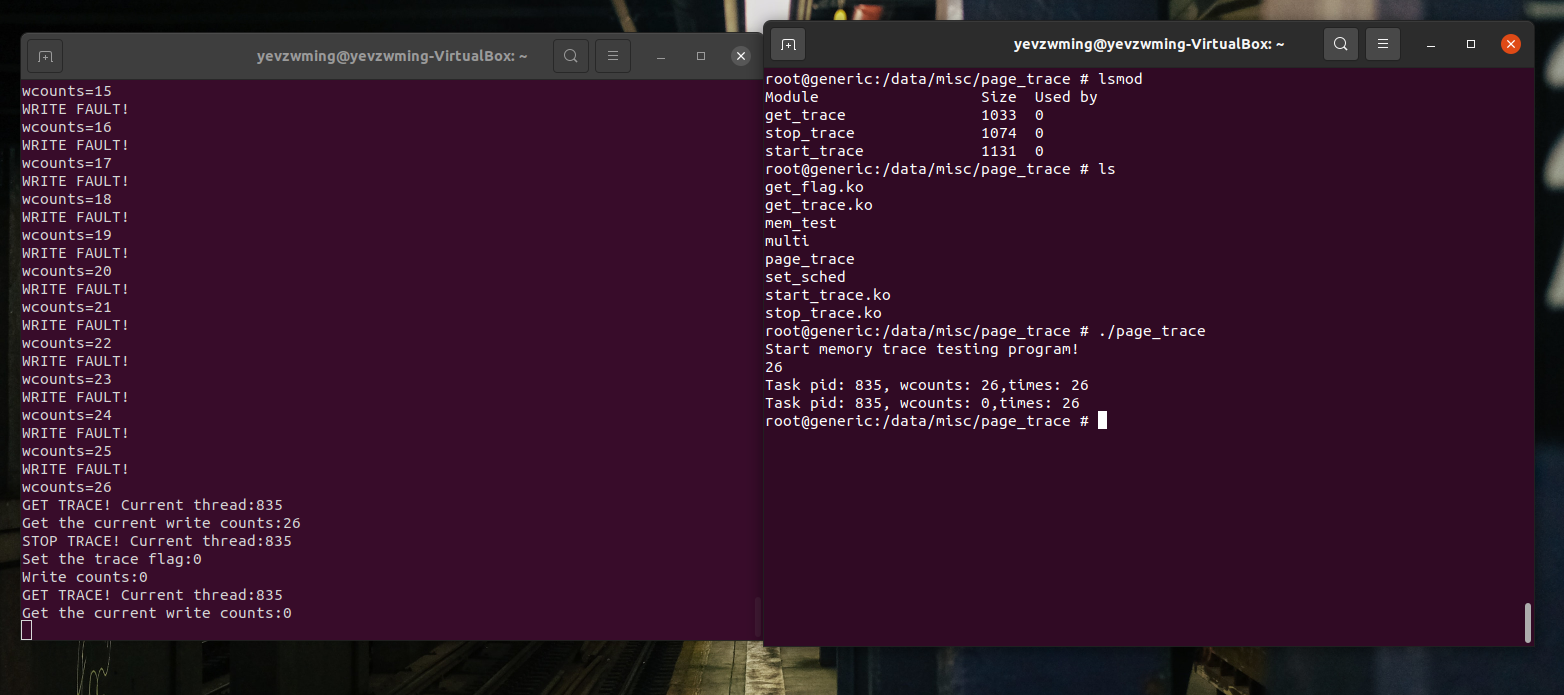 yevzwming@yevzwming-VirtualBox: ~
wcounts=15
WRITE FAULT!
wcounts=16
WRITE FAULT!
wcounts=17
WRITE FAULT!
wcounts=18
WRITE FAULT!
wcounts=19
WRITE FAULT!
wcounts=20
WRITE FAULT!
wcounts=21
WRITE FAULT!
wcounts=22
WRITE FAULT!
wcounts=23
WRITE FAULT!
wcounts=24
WRITE FAULT!
wcounts=25
WRITE FAULT!
wcounts=26
GET TRACE! Current thread:835
Get the current write counts:26
STOP TRACE! Current thread:835
Set the trace flag:0
Write counts:0
GET TRACE! Current thread:835
Get the current write counts:0
yevzwming@yevzwming-VirtualBox: ~
root@generic:/data/misc/page_trace # lsmod
Module                  Size  Used by
get_trace               1033  0
stop_trace              1074  0
start_trace             1131  0
root@generic:/data/misc/page_trace # ls
get_flag.ko
get_trace.ko
mem_test
multi
page_trace
set_sched
start_trace.ko
stop_trace.ko
root@generic:/data/misc/page_trace # ./page_trace
Start memory trace testing program!
26
Task pid: 835, wcounts: 26,times: 26
Task pid: 835, wcounts: 0,times: 26
root@generic:/data/misc/page_trace #